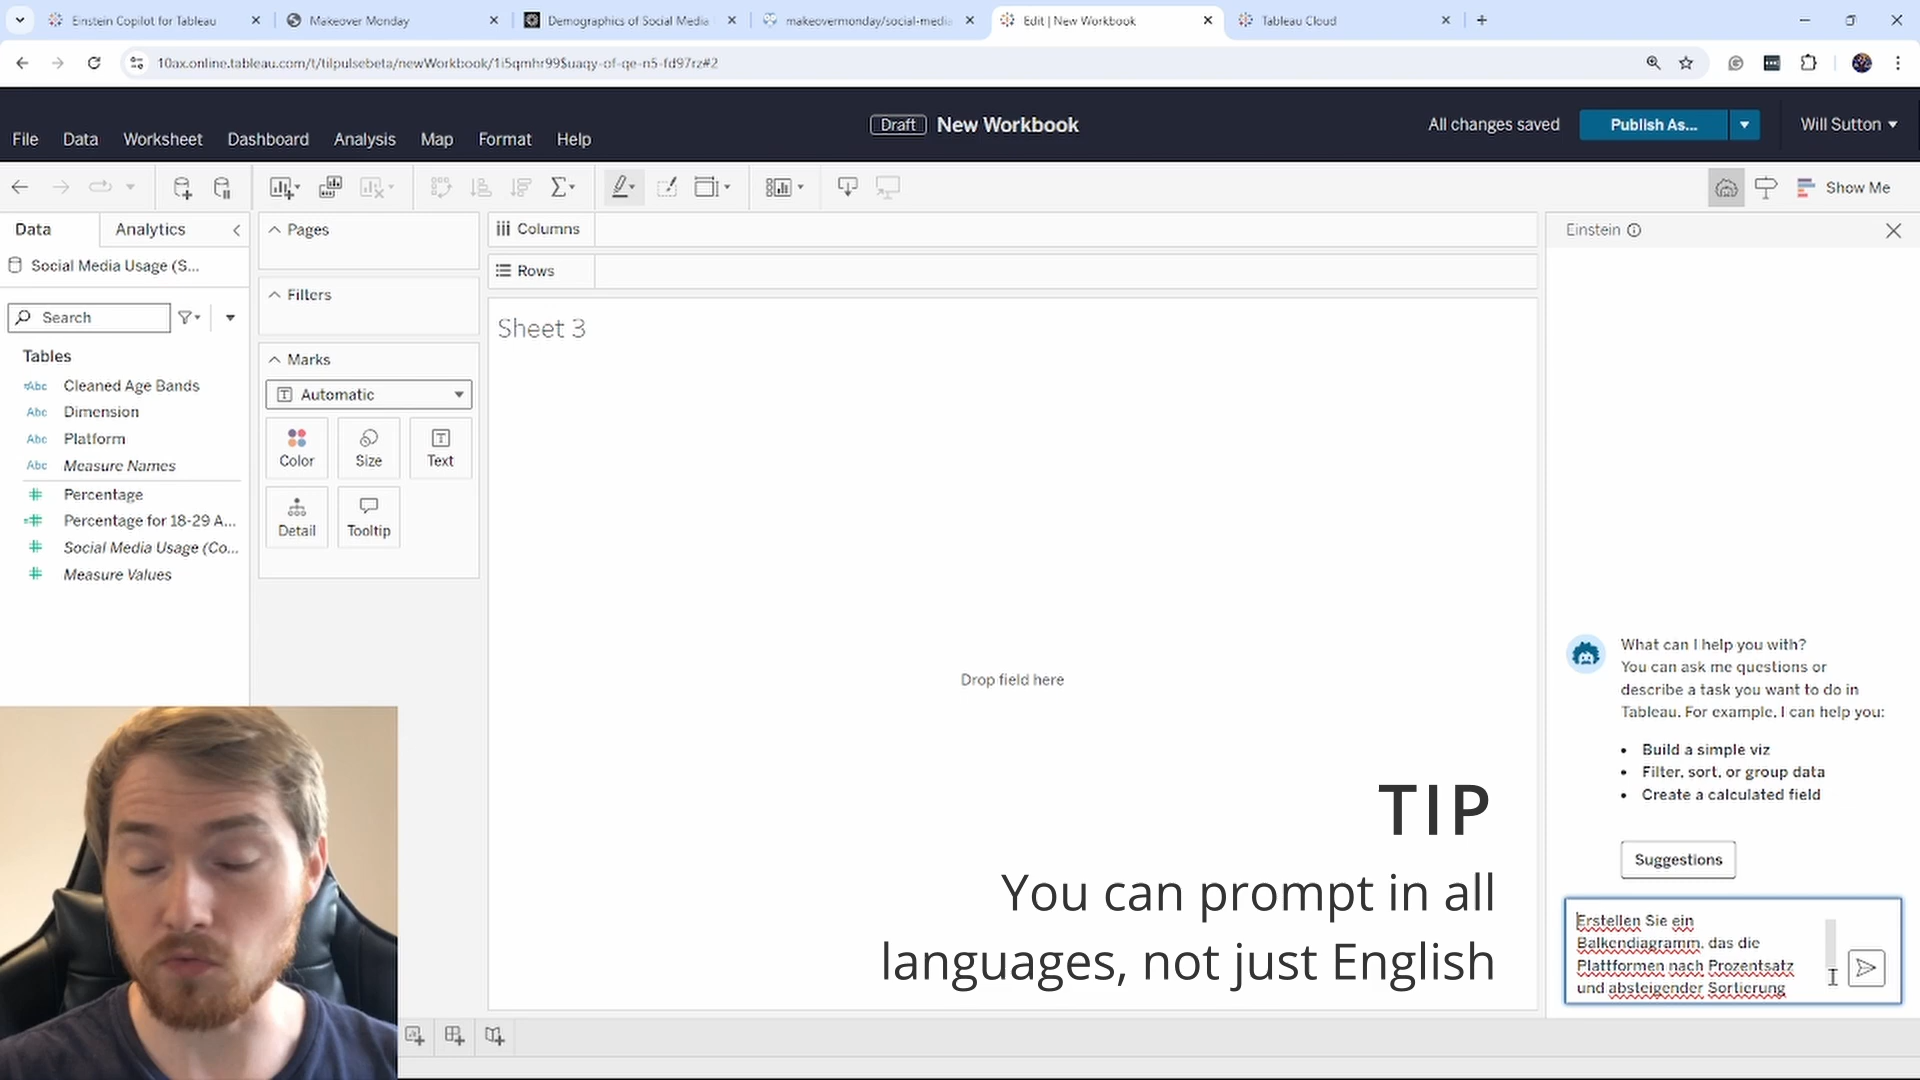 Einstein Copilot for Tableau
Makeover Monday
Demographics of Social Media
makeovermonday/social-media
Edit | New Workbook
Tableau Cloud
10ax.online.tableau.com/t/tilpulsebeta/newWorkbook/1i5qmhr99$uaqy-of-qe-n5-fd97rz#2
File
Data
Worksheet
Dashboard
Analysis
Map
Format
Help
Draft
New Workbook
All changes saved
Publish As...
Will Sutton
Show Me
Data
Analytics
Social Media Usage (S...
Search
Tables
Abc Cleaned Age Bands
Abc Dimension
Abc Platform
Abc Measure Names
Percentage
Percentage for 18-29 A...
Social Media Usage (Co...
Measure Values
Pages
Filters
Marks
Automatic
Color
Size
Text
Detail
Tooltip
Columns
Rows
Sheet 3
Drop field here
TIP
You can prompt in all
languages, not just English
Einstein
What can I help you with?
You can ask me questions or
describe a task you want to do in
Tableau. For example, I can help you:
• Build a simple viz
• Filter, sort, or group data
• Create a calculated field
Suggestions
Erstellen Sie ein
Balkendiagramm, das die
Plattformen nach Prozentsatz
und absteigender Sortierung